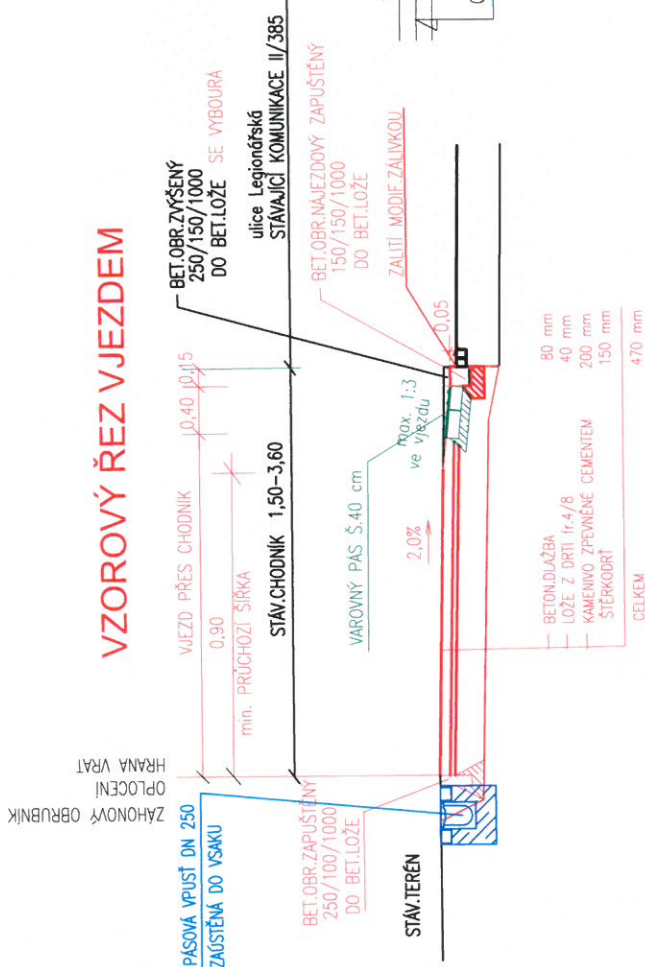 VZOROVÝ ŘEZ VJEZDEM
ZÁHONOVÝ OBRUBNÍK
OPLOCENÍ
HRANA VRAT
PÁSOVÁ VPUSŤ DN 250
ZAÚSTĚNÁ DO VSAKU
VJEZD PŘES CHODNÍK
0,40
0,15
0,90
min. PRŮCHOZÍ ŠÍŘKA
STÁV.CHODNÍK 1,50-3,60
BET.OBR.ZVÝŠENÝ
250/150/1000
DO BET.LOŽE SE VYBOURÁ
ulice Legionářská
STÁVAJÍCÍ KOMUNIKACE II/385
BET.OBR.NÁJEZDOVÝ ZAPUŠTĚNÝ
150/150/1000
DO BET.LOŽE
ZALITÍ MODIF.ZÁLIVKOU
VAROVNÝ PÁS Š.40 cm
max. 1:3
ve vjezdu
0,05
2,0%
BET.OBR.ZAPUŠTĚNÝ
250/100/1000
DO BET.LOŽE
STÁV.TERÉN
BETON.DLAŽBA 80 mm
LOŽE Z DRTI fr.4/8 40 mm
KAMENIVO ZPEVNĚNÉ CEMENTEM 200 mm
ŠTĚRKODRŤ 150 mm
CELKEM 470 mm